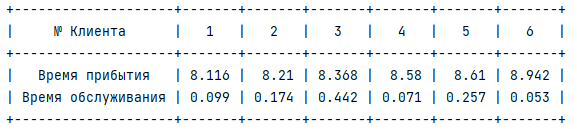 № Клиента | 1 | 2 | 3 | 4 | 5 | 6
Время прибытия | 8.116 | 8.21 | 8.368 | 8.58 | 8.61 | 8.942
Время обслуживания | 0.099 | 0.174 | 0.442 | 0.071 | 0.257 | 0.053